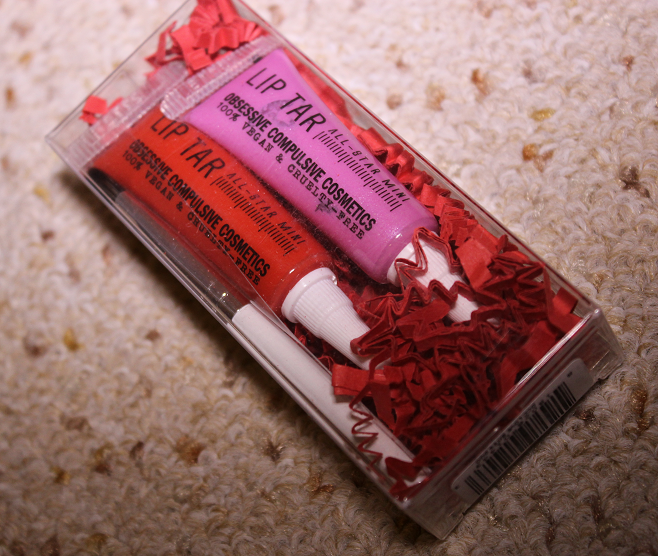 LIP TAR
ALL-STAR MINI
OBSESSIVE COMPULSIVE COSMETICS
100% VEGAN & CRUELTY-FREE
LIP TAR
ALL-STAR MINI
OBSESSIVE COMPULSIVE COSMETICS
100% VEGAN & CRUELTY-FREE